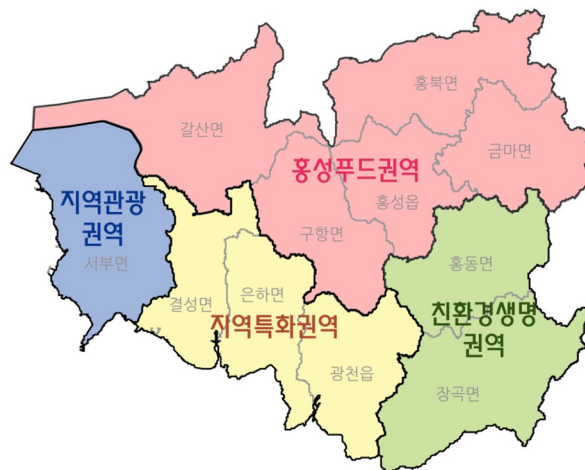 홍북면
갈산면
금마면
홍성푸드권역
지역관광
권역
홍성읍
구항면
서부면
홍동면
은하면
결성면
지역특화권역
친환경생명
권역
광천읍
장곡면